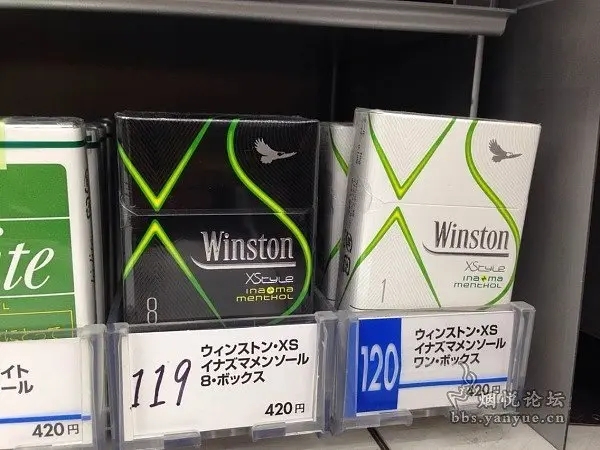 ite
L
イト
ール
420円
XS
Winston
XStyle
inazma
menthol
8
119
ウィンストン・XS
イナズマメンソール
8・ボックス
420円
XS
Winston
XStyle
inazma
menthol
1
120
ウィンストン・XS
イナズマメンソール
ワン・ボックス
420円
烟悦论坛
bbs.yanyue.cn